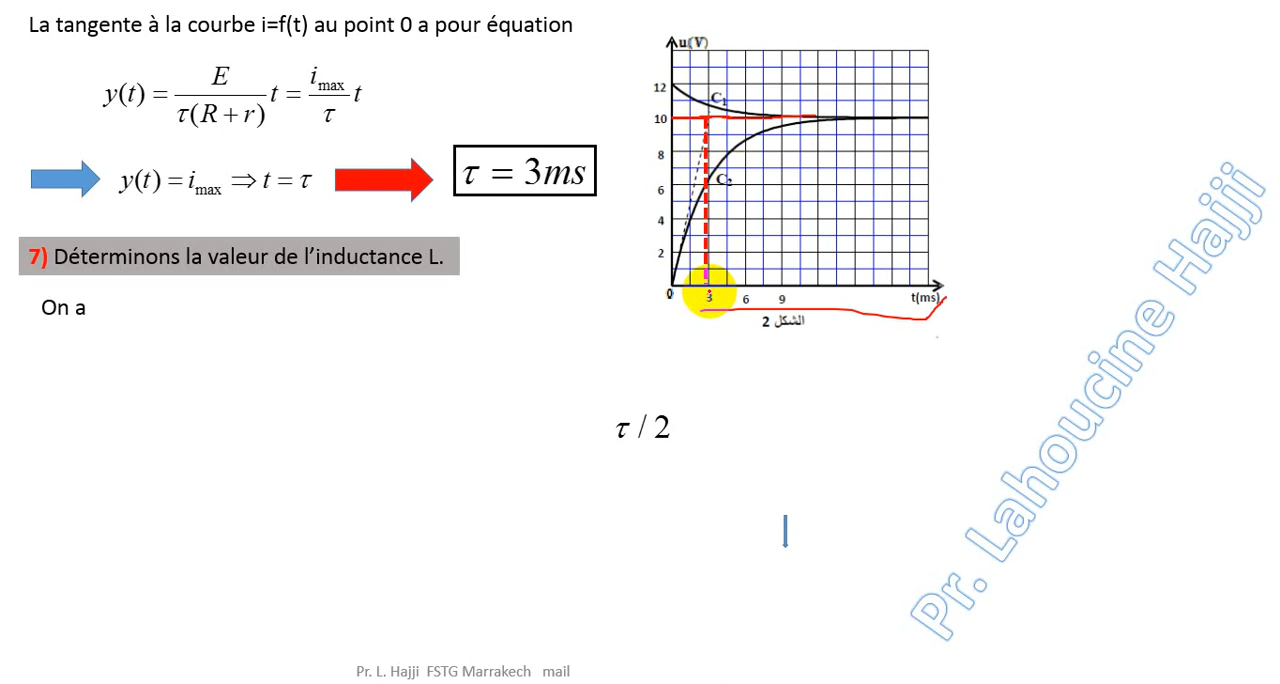 La tangente à la courbe i=f(t) au point 0 a pour équation
y(t) = E / τ(R + r) t = i_max / τ t
y(t) = i_max ⇒ t = τ
τ = 3ms
7) Déterminons la valeur de l'inductance L.
On a
u(V)
12
C₁
10
8
C₂
6
4
2
0 3 6 9 t(ms)
الشكل 2
τ / 2
Pr. Lahoucine Hajji
Pr. L. Hajji FSTG Marrakech mail